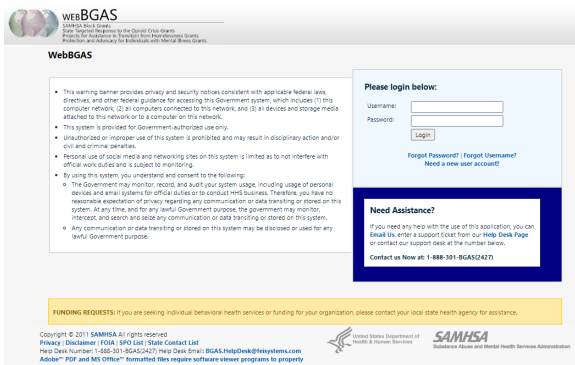 WEBBGAS
SAMHSA Block Grants
State Targeted Response to the Opioid Crisis Grants
Projects for Assistance in Transition from Homelessness Grants
Protection and Advocacy for Individuals with Mental Illness Grants
WebBGAS
• This warning banner provides privacy and security notices consistent with applicable federal laws,
directives, and other federal guidance for accessing this Government system, which includes (1) this
computer network, (2) all computers connected to this network, and (3) all devices and storage media
attached to this network or to a computer on this network.
• This system is provided for Government-authorized use only.
• Unauthorized or improper use of this system is prohibited and may result in disciplinary action and/or
civil and criminal penalties.
• Personal use of social media and networking sites on this system is limited as to not interfere with
official work duties and is subject to monitoring.
• By using this system, you understand and consent to the following:
o The Government may monitor, record, and audit your system usage, including usage of personal
devices and email systems for official duties or to conduct HHS business. Therefore, you have no
reasonable expectation of privacy regarding any communication or data transiting or stored on this
system. At any time, and for any lawful Government purpose, the government may monitor,
intercept, and search and seize any communication or data transiting or stored on this system.
o Any communication or data transiting or stored on this system may be disclosed or used for any
lawful Government purpose.
Please login below:
Username:
Password:
Login
Forgot Password? | Forgot Username?
Need a new user account?
Need Assistance?
If you need any help with the use of this application, you can
Email Us, enter a support ticket from our Help Desk Page
or contact our support desk at the number below.
Contact us Now at: 1-888-301-BGAS(2427)
FUNDING REQUESTS: If you are seeking individual behavioral health services or funding for your organization, please contact your local state health agency for assistance.
Copyright © 2011 SAMHSA All rights reserved
Privacy | Disclaimer | FOIA | SPO List | State Contact List
Help Desk Number: 1-888-301-BGAS(2427) Help Desk Email: BGAS.HelpDesk@feisystems.com
Adobe™ PDF and MS Office™ formatted files require software viewer programs to properly
United States Department of
Health & Human Services
SAMHSA
Substance Abuse and Mental Health Services Administration